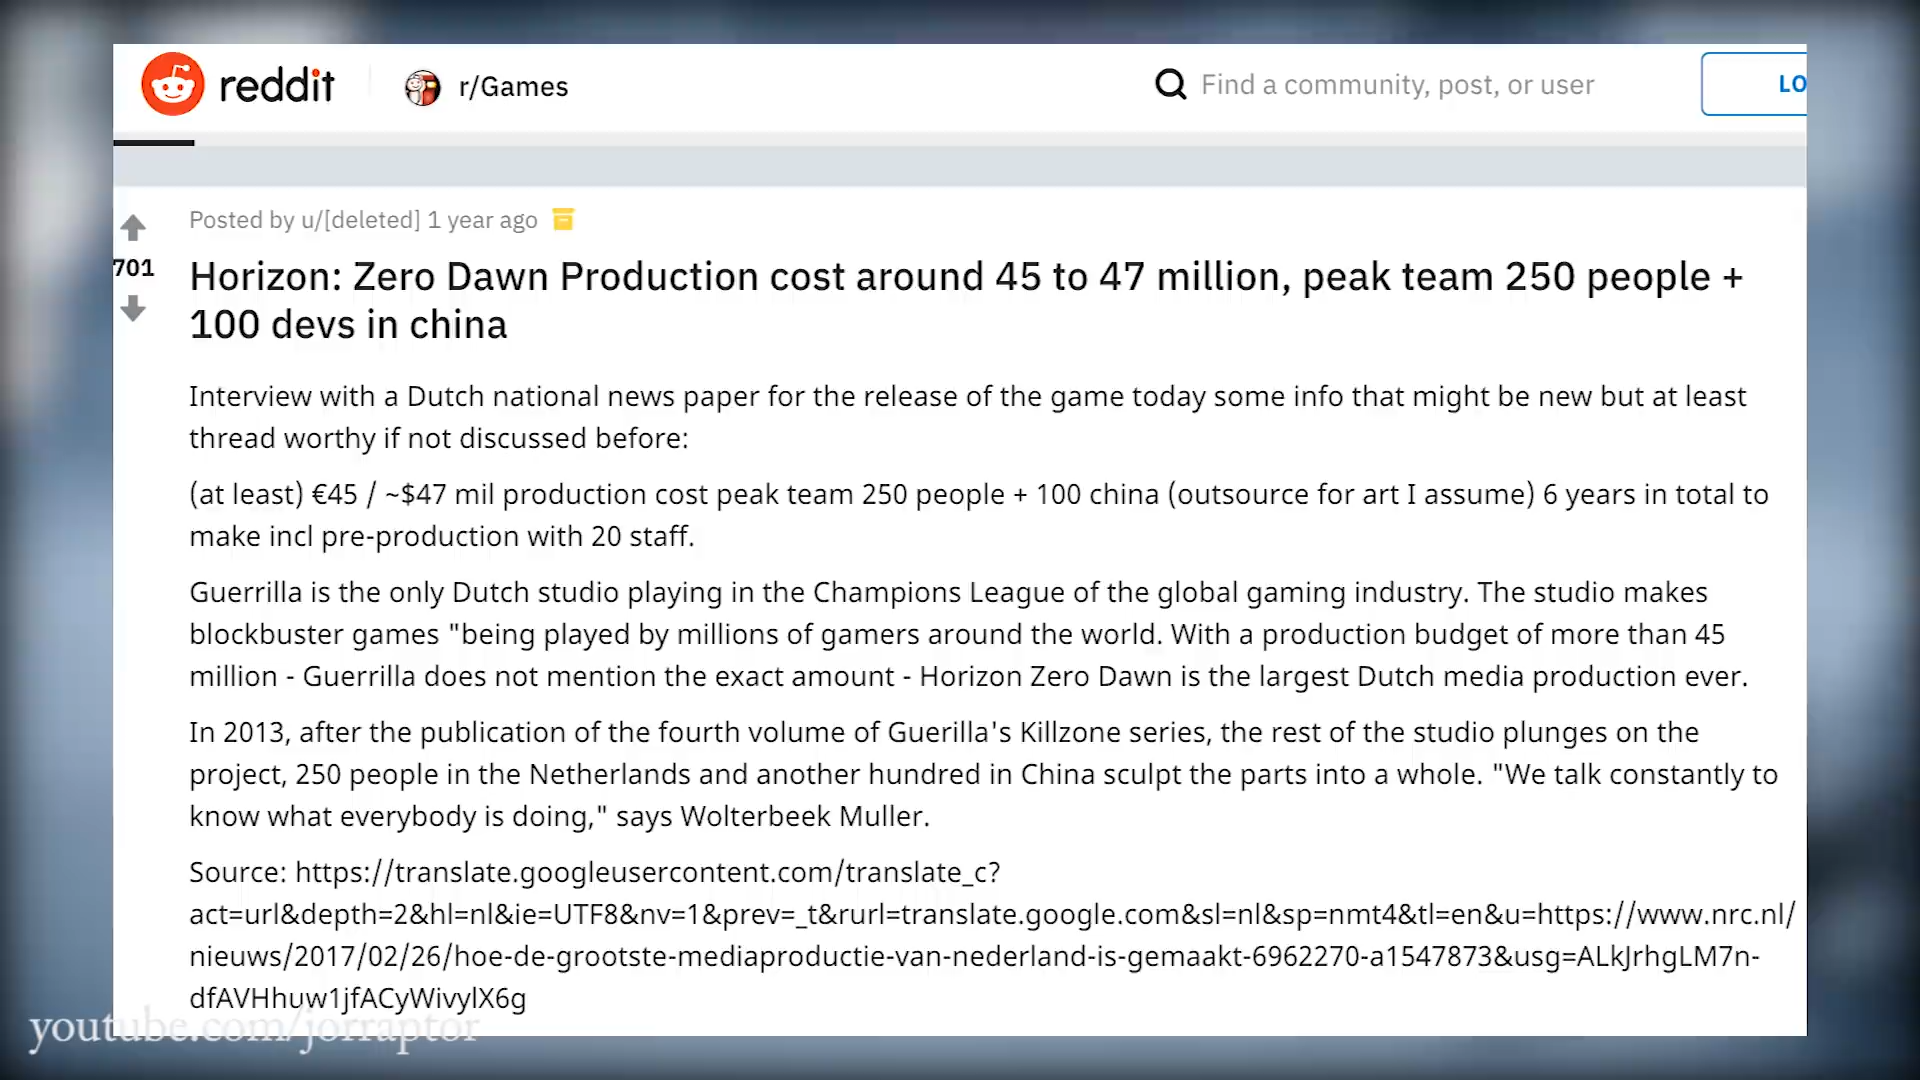 reddit
r/Games
Find a community, post, or user
LO
Posted by u/[deleted] 1 year ago
701
Horizon: Zero Dawn Production cost around 45 to 47 million, peak team 250 people +
100 devs in china
Interview with a Dutch national news paper for the release of the game today some info that might be new but at least
thread worthy if not discussed before:
(at least) €45 / ~$47 mil production cost peak team 250 people + 100 china (outsource for art I assume) 6 years in total to
make incl pre-production with 20 staff.
Guerrilla is the only Dutch studio playing in the Champions League of the global gaming industry. The studio makes
blockbuster games "being played by millions of gamers around the world. With a production budget of more than 45
million - Guerrilla does not mention the exact amount - Horizon Zero Dawn is the largest Dutch media production ever.
In 2013, after the publication of the fourth volume of Guerilla's Killzone series, the rest of the studio plunges on the
project, 250 people in the Netherlands and another hundred in China sculpt the parts into a whole. "We talk constantly to
know what everybody is doing," says Wolterbeek Muller.
Source: https://translate.googleusercontent.com/translate_c?
act=url&depth=2&hl=nl&ie=UTF8&nv=1&prev=_t&rurl=translate.google.com&sl=nl&sp=nmt4&tl=en&u=https://www.nrc.nl/
nieuws/2017/02/26/hoe-de-grootste-mediaproductie-van-nederland-is-gemaakt-6962270-a1547873&usg=ALkJrhgLM7n-
dfAVHhuw1jfACyWivylX6g
youtube.com/jorraptor